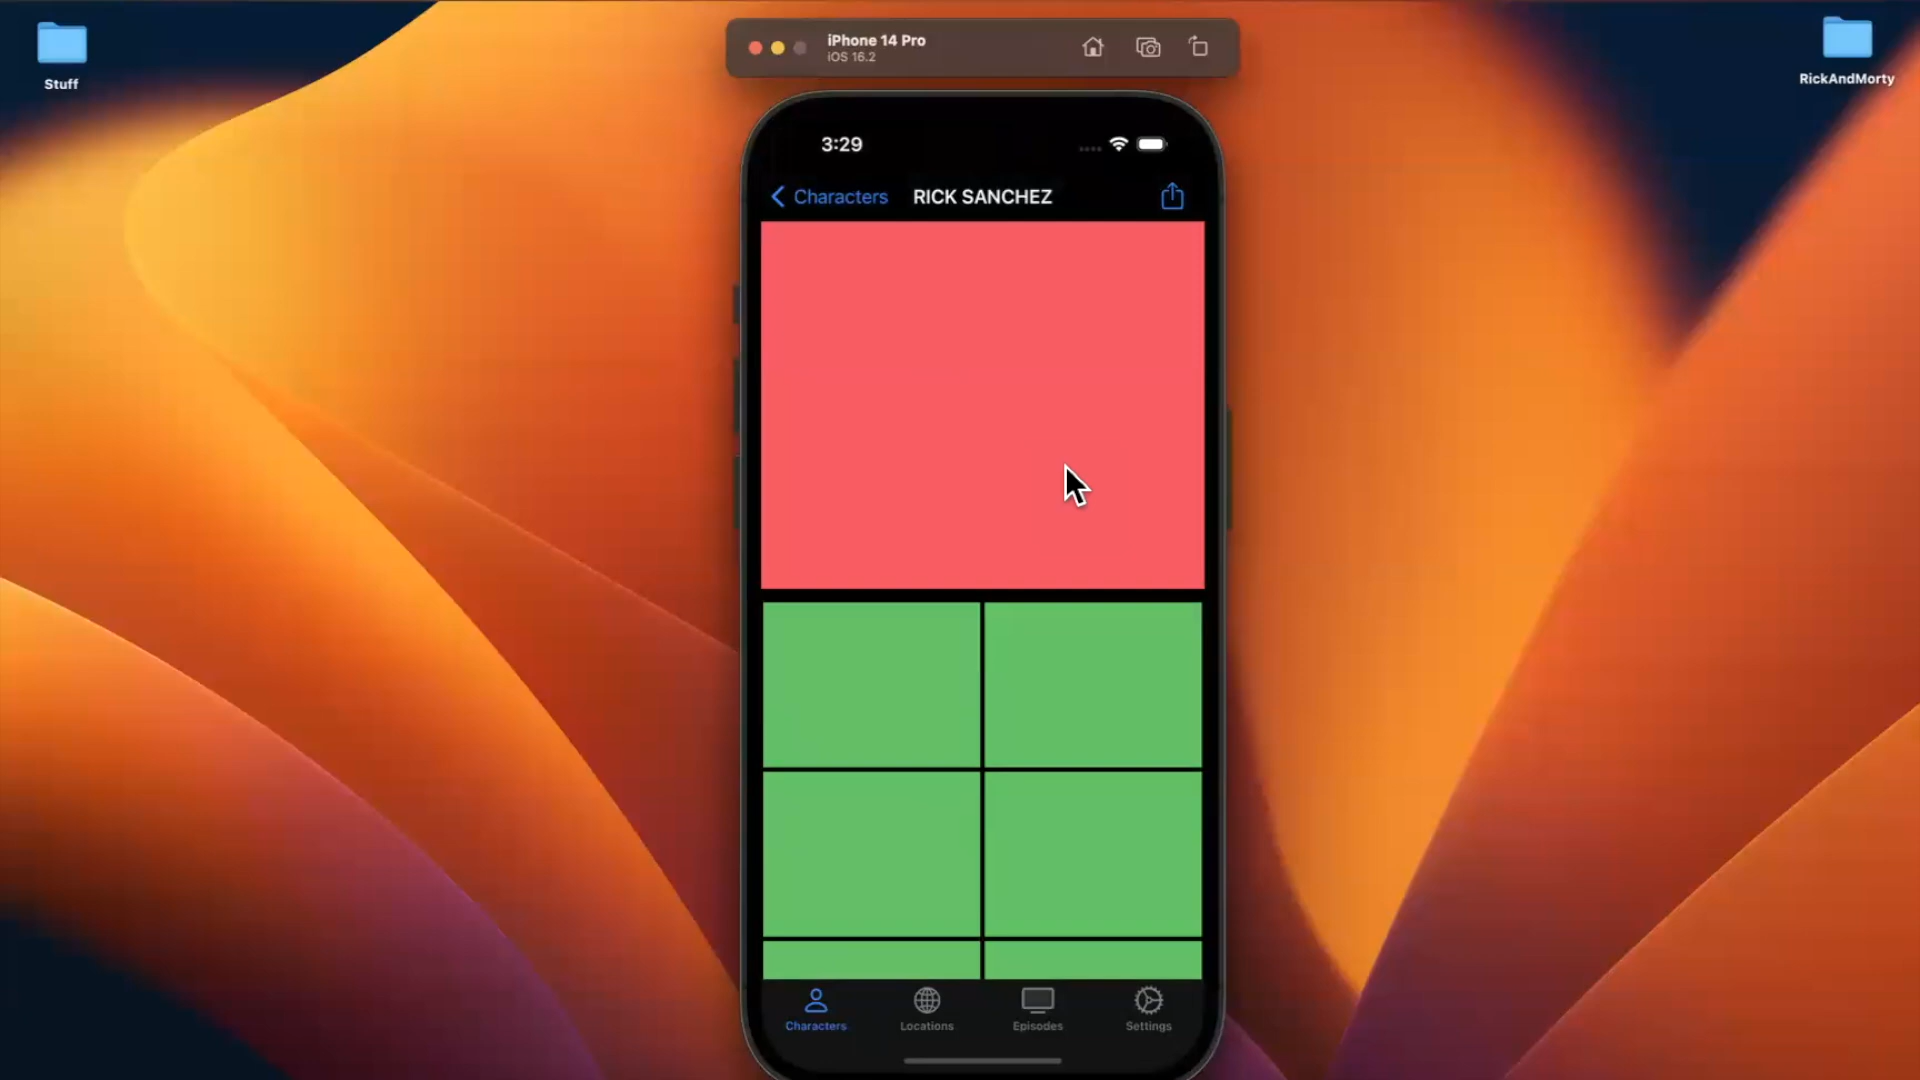 Stuff
iPhone 14 Pro
iOS 16.2
RickAndMorty
3:29
Characters
RICK SANCHEZ
Characters
Locations
Episodes
Settings